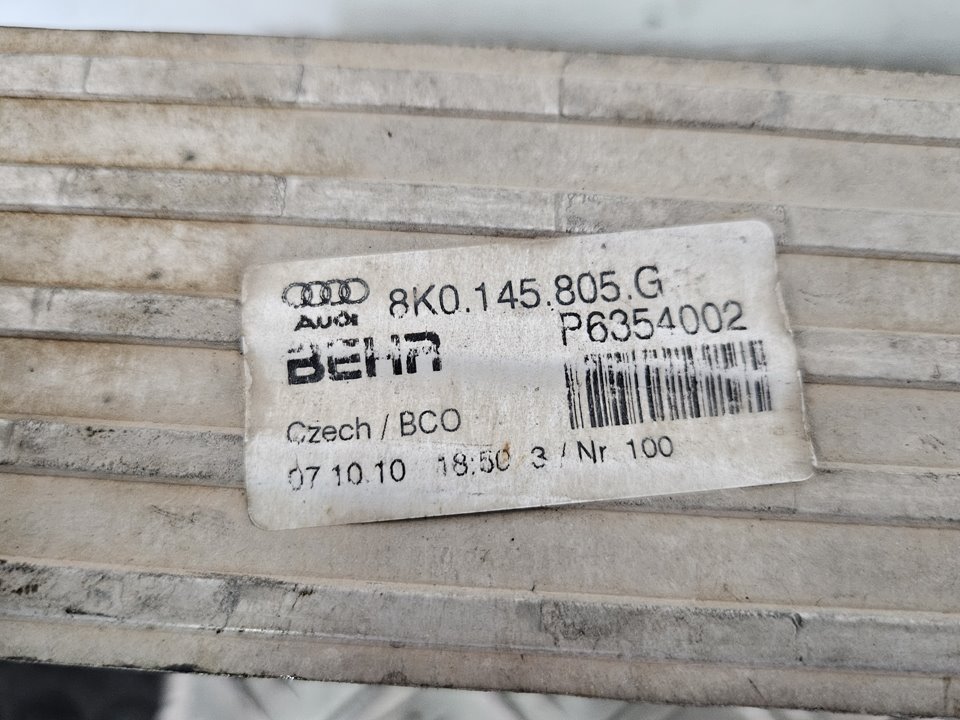 8K0.145.805.G
Audi
P6354002
BEHR
Czech / BCO
07.10.10 18:50 3 / Nr 100